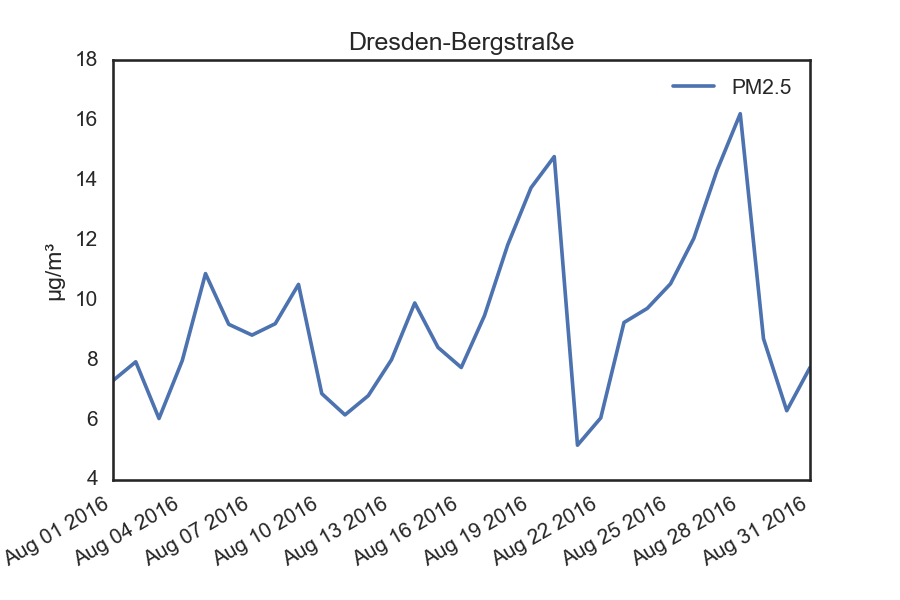 Dresden-Bergstraße
18
16
14
12
10
8
6
4
µg/m³
PM2.5
Aug 01 2016
Aug 04 2016
Aug 07 2016
Aug 10 2016
Aug 13 2016
Aug 16 2016
Aug 19 2016
Aug 22 2016
Aug 25 2016
Aug 28 2016
Aug 31 2016